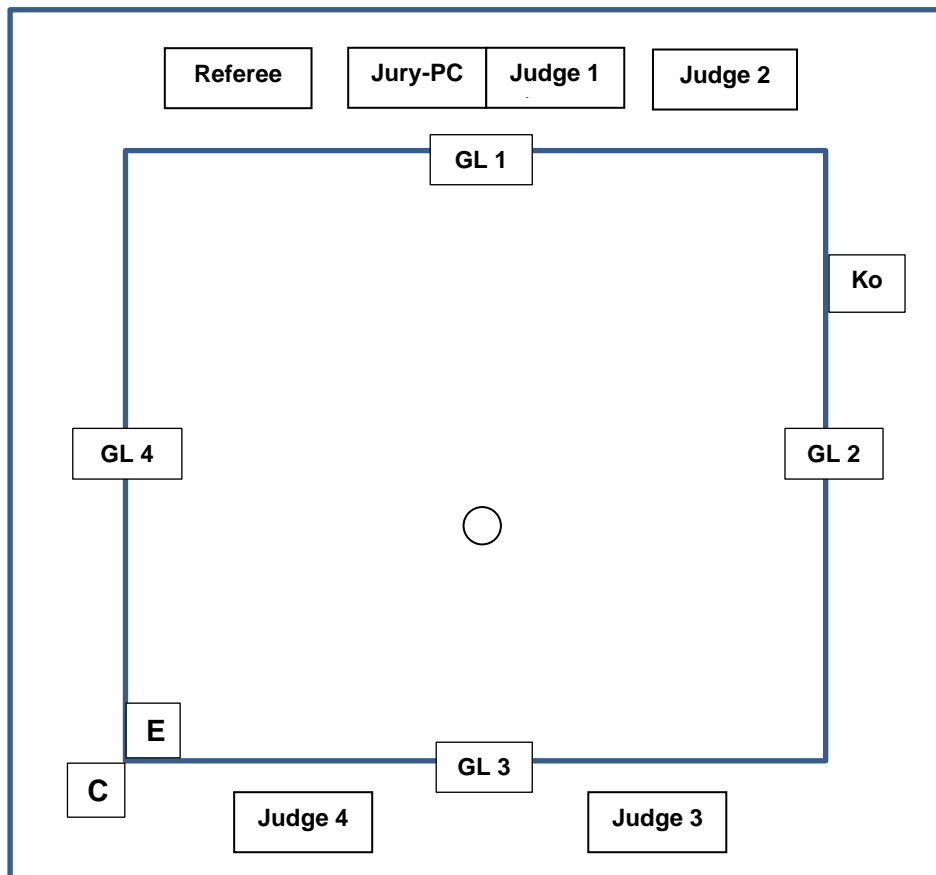 Referee
Jury-PC
Judge 1
Judge 2
GL 1
Ko
GL 4
GL 2
E
C
GL 3
Judge 4
Judge 3